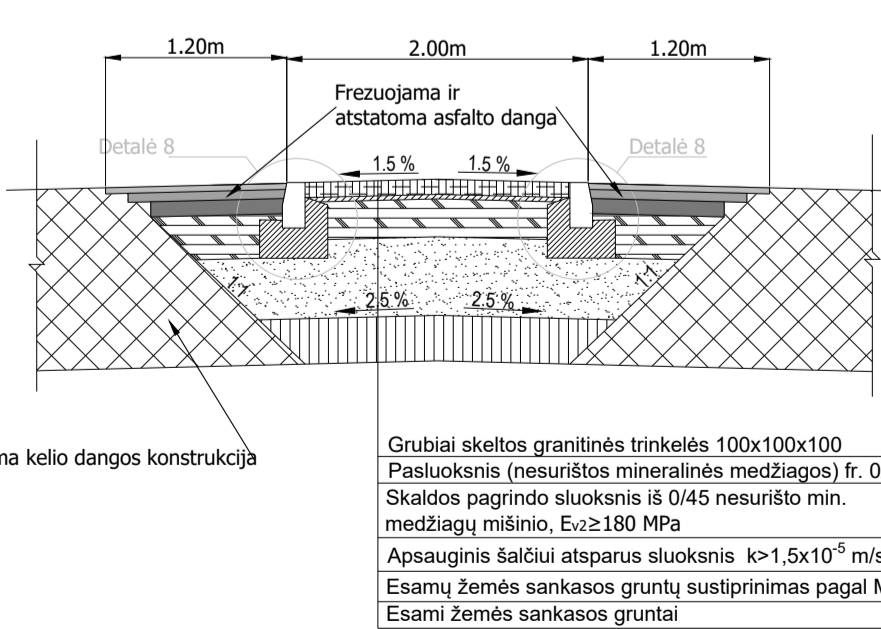 1.20m 2.00m 1.20m
Frezuojama ir
atstatoma asfalto danga
Detalė 8 Detalė 8
1.5 % 1.5 %
1:1 1:1
2.5 % 2.5 %
kelio dangos konstrukcija
Grubiai skeltos granitinės trinkelės 100x100x100
Pasluoksnis (nesurištos mineralinės medžiagos) fr. 0
Skaldos pagrindo sluoksnis iš 0/45 nesurišto min.
medžiagų mišinio, Ev2≥180 MPa
Apsauginis šalčiui atsparus sluoksnis k>1,5x10⁻⁵ m/s
Esamų žemės sankasos gruntų sustiprinimas pagal
Esami žemės sankasos gruntai